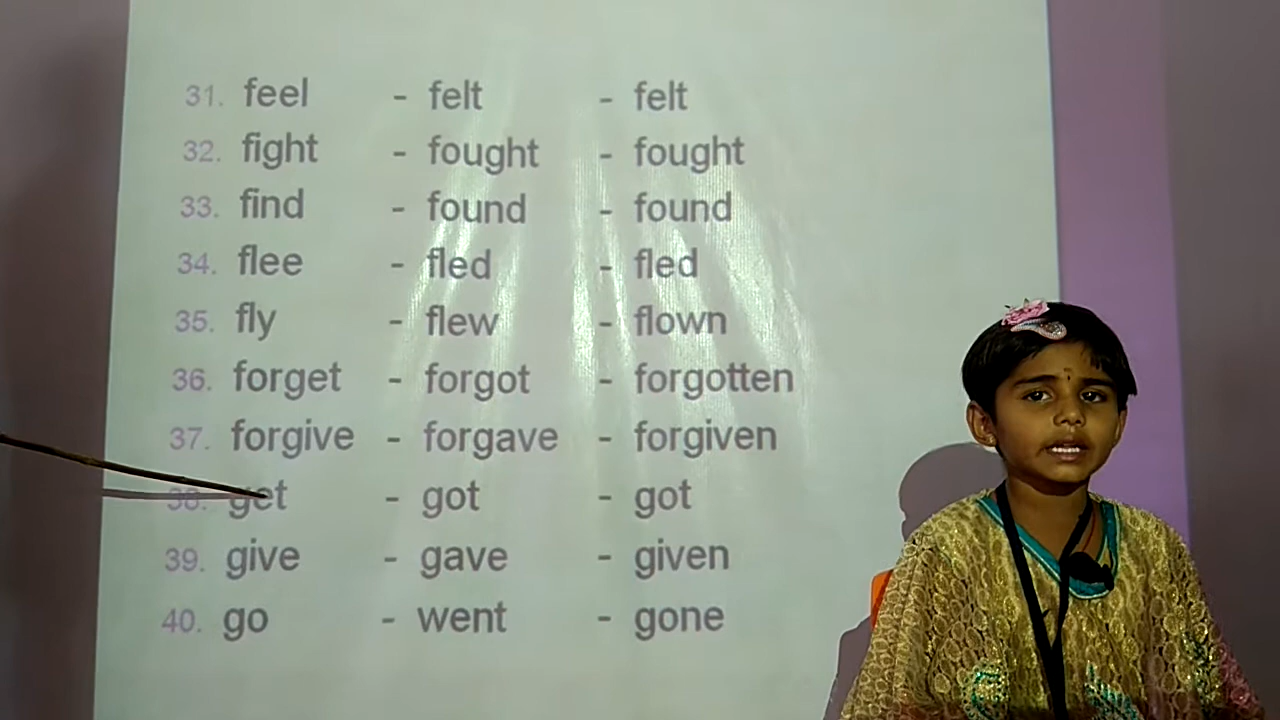 31. feel - felt - felt
32. fight - fought - fought
33. find - found - found
34. flee - fled - fled
35. fly - flew - flown
36. forget - forgot - forgotten
37. forgive - forgave - forgiven
38. get - got - got
39. give - gave - given
40. go - went - gone